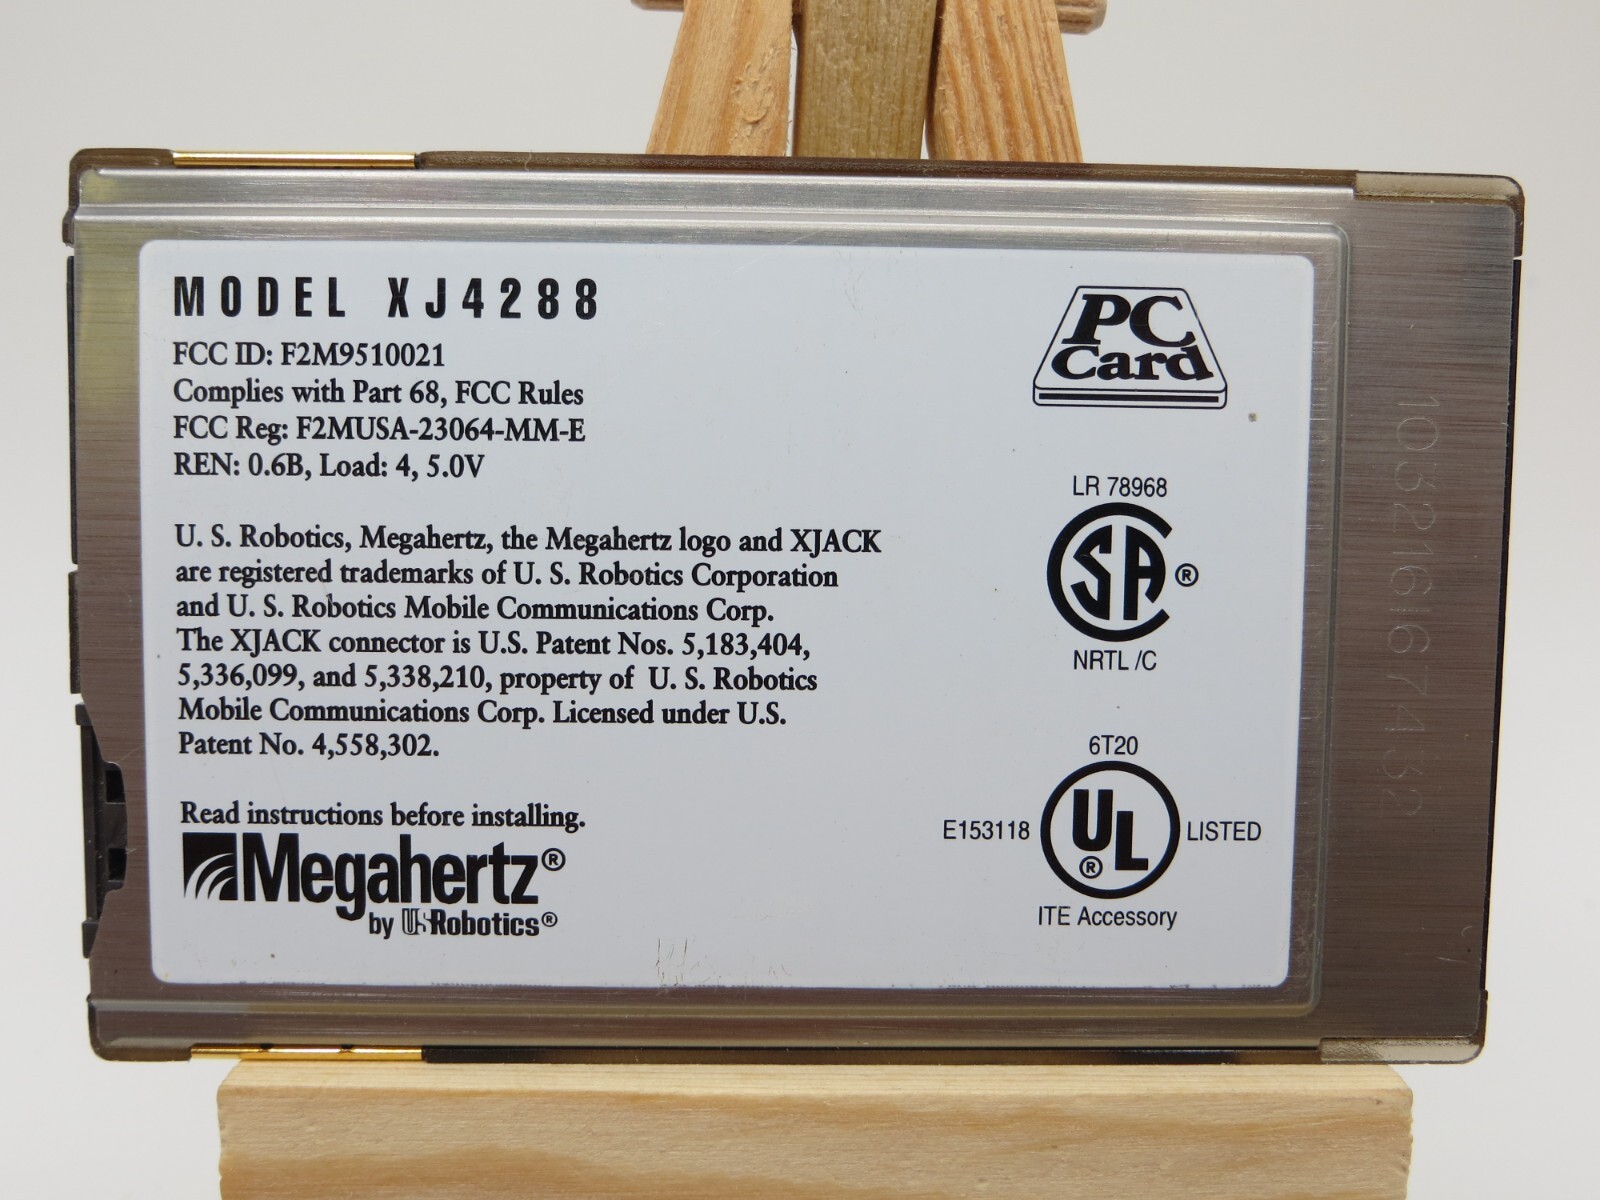 MODEL XJ4288
FCC ID: F2M9510021
Complies with Part 68, FCC Rules
FCC Reg: F2MUSA-23064-MM-E
REN: 0.6B, Load: 4, 5.0V
U. S. Robotics, Megahertz, the Megahertz logo and XJACK
are registered trademarks of U. S. Robotics Corporation
and U. S. Robotics Mobile Communications Corp.
The XJACK connector is U.S. Patent Nos. 5,183,404,
5,336,099, and 5,338,210, property of U. S. Robotics
Mobile Communications Corp. Licensed under U.S.
Patent No. 4,558,302.
Read instructions before installing.
Megahertz®
by US Robotics®
PC
Card
LR 78968
SA ®
NRTL /C
6T20
E153118 UL ® LISTED
ITE Accessory